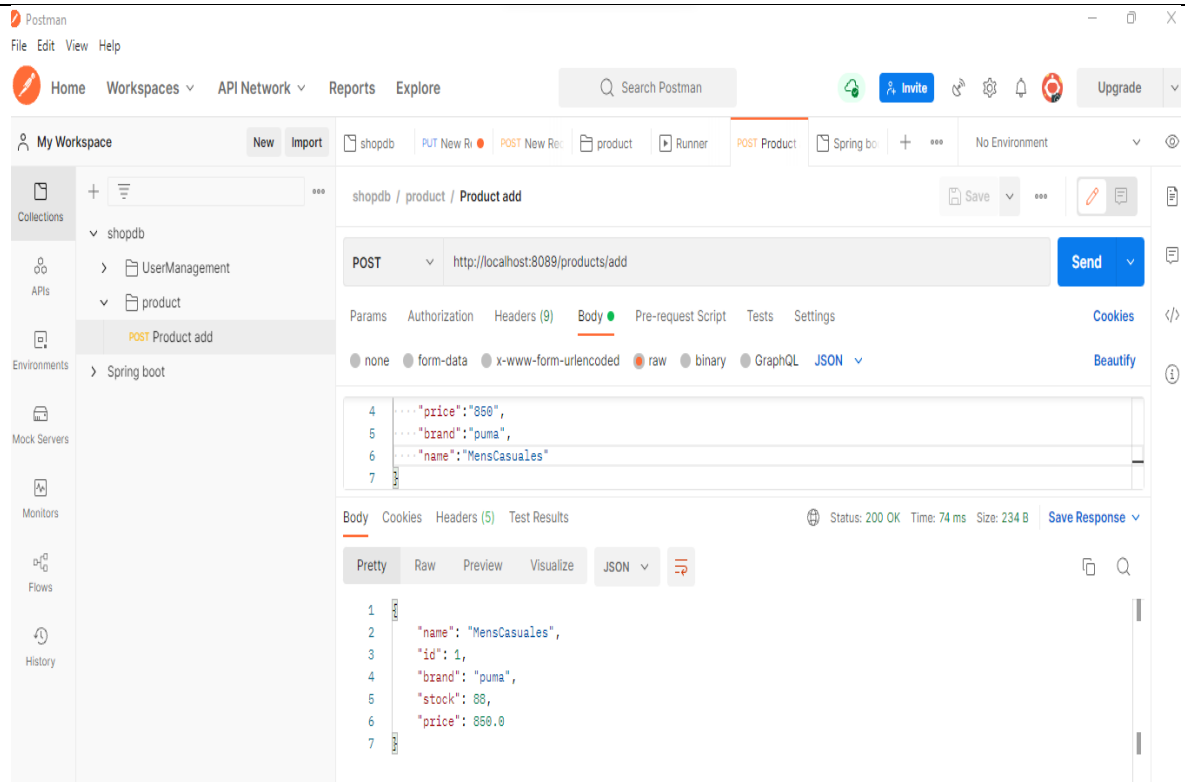 Postman
File Edit View Help
Home Workspaces API Network Reports Explore Search Postman Invite Upgrade
My Workspace New Import shopdb PUT New Re POST New Rec product Runner POST Product Spring bo No Environment
Collections
APIs
Environments
Mock Servers
Monitors
Flows
History
shopdb
UserManagement
product
POST Product add
Spring boot
shopdb / product / Product add Save
POST http://localhost:8089/products/add Send
Params Authorization Headers (9) Body Pre-request Script Tests Settings Cookies
none form-data x-www-form-urlencoded raw binary GraphQL JSON Beautify
4 "price":"850",
5 "brand":"puma",
6 "name":"MensCasuales"
7 }
Body Cookies Headers (5) Test Results Status: 200 OK Time: 74 ms Size: 234 B Save Response
Pretty Raw Preview Visualize JSON
1 {
2 "name": "MensCasuales",
3 "id": 1,
4 "brand": "puma",
5 "stock": 88,
6 "price": 850.0
7 }